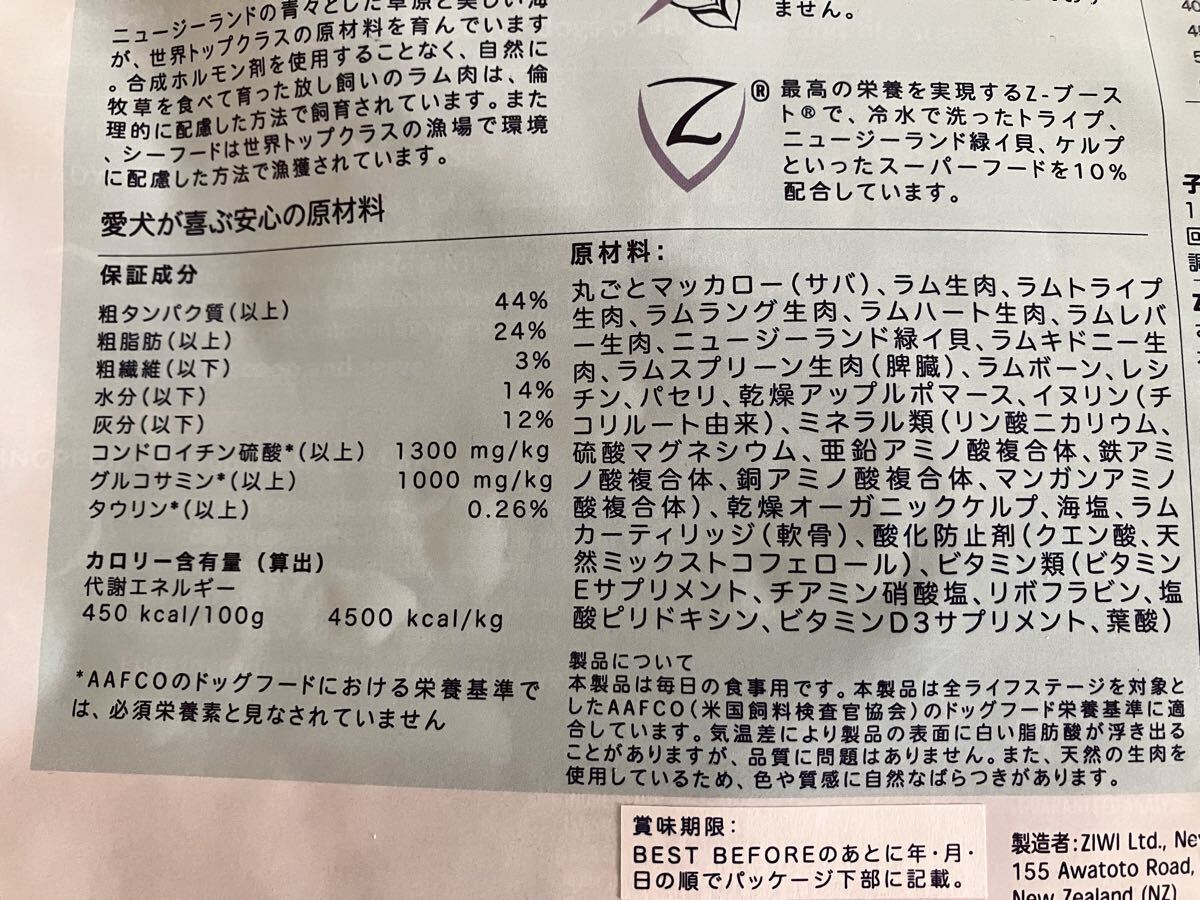 ニュージーランドの青々とした草原と美しい海
が、世界トップクラスの原材料を育んでいます
。合成ホルモン剤を使用することなく、自然に
牧草を食べて育った放し飼いのラム肉は、倫
理的に配慮した方法で飼育されています。また
、シーフードは世界トップクラスの漁場で環境
に配慮した方法で漁獲されています。
愛犬が喜ぶ安心の原材料
ません。
Z®
最高の栄養を実現するZ-ブース
ト®で、冷水で洗ったトライプ、
ニュージーランド緑イ貝、ケルプ
といったスーパーフードを10%
配合しています。
保証成分
粗タンパク質(以上) 44%
粗脂肪(以上) 24%
粗繊維(以下) 3%
水分(以下) 14%
灰分(以下) 12%
コンドロイチン硫酸*(以上) 1300 mg/kg
グルコサミン*(以上) 1000 mg/kg
タウリン*(以上) 0.26%
カロリー含有量（算出）
代謝エネルギー
450 kcal/100g 4500 kcal/kg
*AAFCOのドッグフードにおける栄養基準で
は、必須栄養素と見なされていません
原材料：
丸ごとマッカロー(サバ)、ラム生肉、ラムトライプ
生肉、ラムラング生肉、ラムハート生肉、ラムレバ
ー生肉、ニュージーランド緑イ貝、ラムキドニー生
肉、ラムスプリーン生肉(脾臓)、ラムボーン、レシ
チン、パセリ、乾燥アップルポマース、イヌリン(チ
コリルート由来)、ミネラル類(リン酸ニカリウム、
硫酸マグネシウム、亜鉛アミノ酸複合体、鉄アミ
ノ酸複合体、銅アミノ酸複合体、マンガンアミノ
酸複合体)、乾燥オーガニックケルプ、海塩、ラム
カーティリッジ(軟骨)、酸化防止剤(クエン酸、天
然ミックストコフェロール)、ビタミン類(ビタミン
Eサプリメント、チアミン硝酸塩、リボフラビン、塩
酸ピリドキシン、ビタミンD3サプリメント、葉酸)
製品について
本製品は毎日の食事用です。本製品は全ライフステージを対象と
したAAFCO(米国飼料検査官協会)のドッグフード栄養基準に適
合しています。気温差により製品の表面に白い脂肪酸が浮き出る
ことがありますが、品質に問題はありません。また、天然の生肉を
使用しているため、色や質感に自然なばらつきがあります。
賞味期限：
BEST BEFOREのあとに年・月・
日の順でパッケージ下部に記載。
製造者:ZIWI Ltd., Ne
155 Awatoto Road,
New Zealand (NZ)